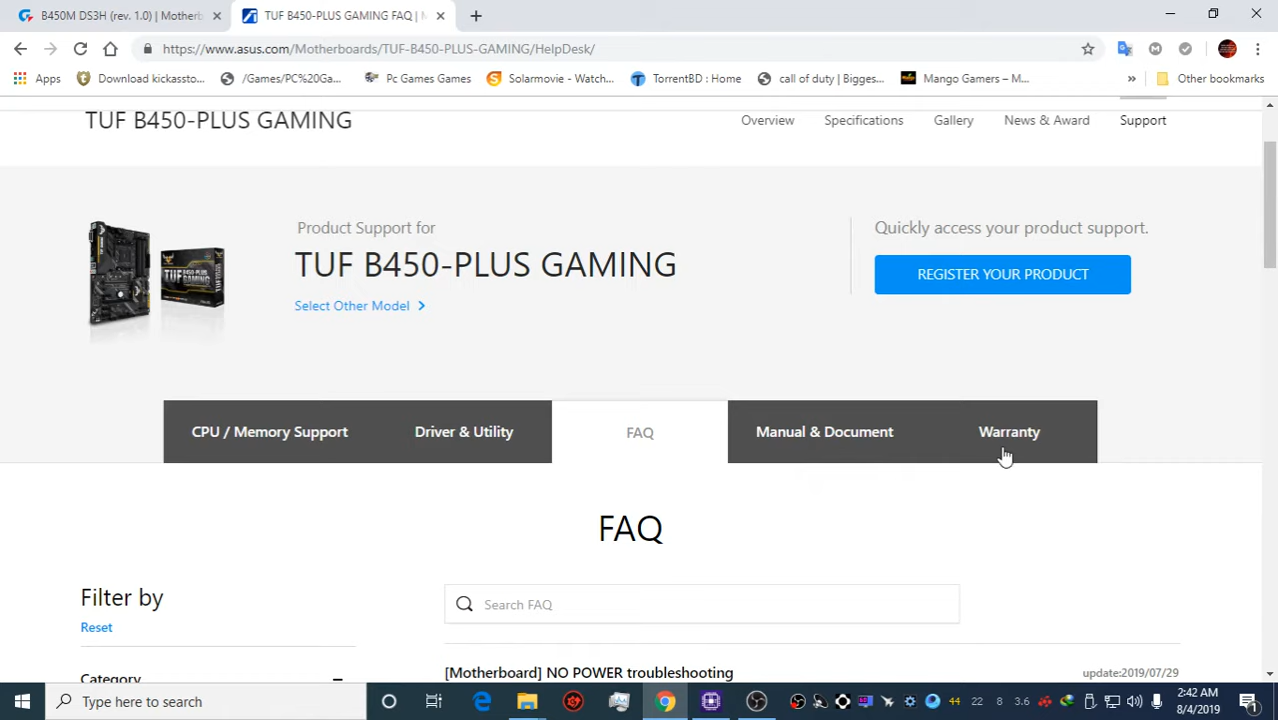 B450M DS3H (rev. 1.0) | Motherb
TUF B450-PLUS GAMING FAQ | M
https://www.asus.com/Motherboards/TUF-B450-PLUS-GAMING/HelpDesk/
Apps
Download kickassto...
/Games/PC%20Ga...
Pc Games Games
Solarmovie - Watch...
TorrentBD : Home
call of duty | Bigges...
Mango Gamers – M...
Other bookmarks
TUF B450-PLUS GAMING
Overview
Specifications
Gallery
News & Award
Support
Product Support for
TUF B450-PLUS GAMING
Select Other Model
Quickly access your product support.
REGISTER YOUR PRODUCT
CPU / Memory Support
Driver & Utility
FAQ
Manual & Document
Warranty
FAQ
Filter by
Reset
Search FAQ
Category
[Motherboard] NO POWER troubleshooting
update:2019/07/29
Type here to search
44
22
8
3.6
2:42 AM
8/4/2019